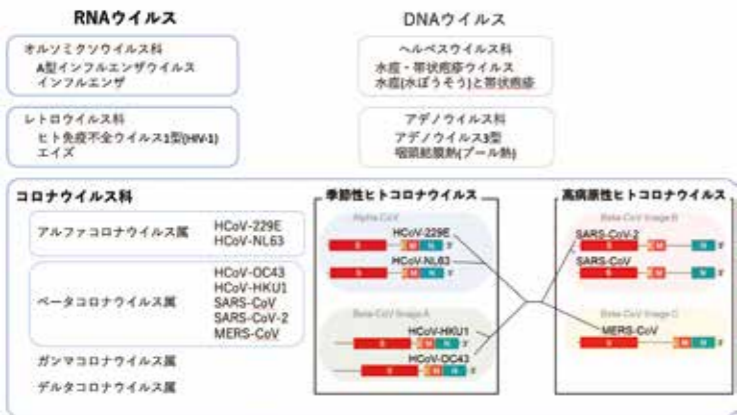 RNAウイルス
オルソミクソウイルス科
A型インフルエンザウイルス
インフルエンザ
レトロウイルス科
ヒト免疫不全ウイルス1型(HIV-1)
エイズ
DNAウイルス
ヘルペスウイルス科
水痘・帯状疱疹ウイルス
水痘(水ぼうそう)と帯状疱疹
アデノウイルス科
アデノウイルス3型
咽頭結膜熱(プール熱)
コロナウイルス科
アルファコロナウイルス属
HCoV-229E
HCoV-NL63
ベータコロナウイルス属
HCoV-OC43
HCoV-HKU1
SARS-CoV
SARS-CoV-2
MERS-CoV
ガンマコロナウイルス属
デルタコロナウイルス属
季節性ヒトコロナウイルス
Alpha-CoV
HCoV-229E
S M N 3'
HCoV-NL63
S M N 3'
Beta-CoV lineage A
HCoV-HKU1
S M N 3'
HCoV-OC43
S M N 3'
高病原性ヒトコロナウイルス
Beta-CoV lineage B
SARS-CoV-2
S M N 3'
SARS-CoV
S M N 3'
Beta-CoV lineage C
MERS-CoV
S M N 3'